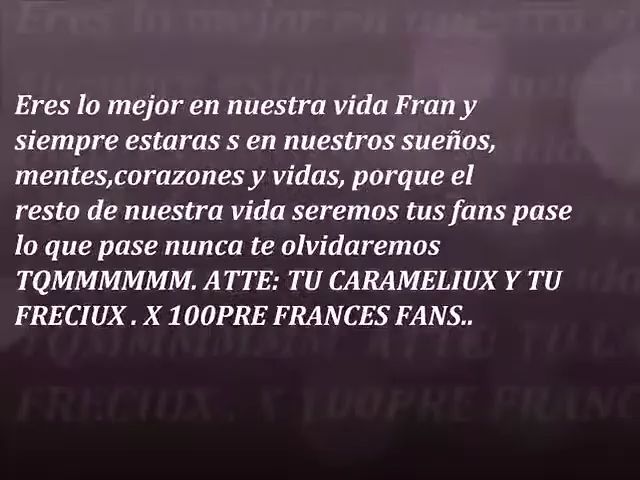 Eres lo mejor en nuestra vida Fran y
siempre estaras s en nuestros sueños,
mentes,corazones y vidas, porque el
resto de nuestra vida seremos tus fans pase
lo que pase nunca te olvidaremos
TQMMMMMM. ATTE: TU CARAMELIUX Y TU
FRECIUX . X 100PRE FRANCES FANS..